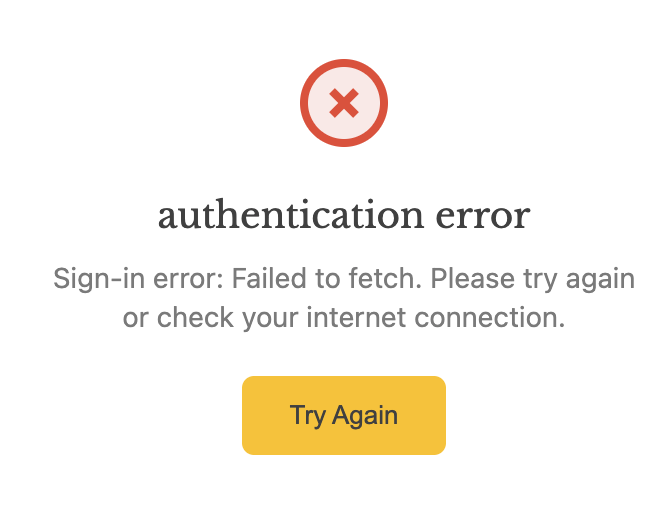 authentication error
Sign-in error: Failed to fetch. Please try again
or check your internet connection.
Try Again